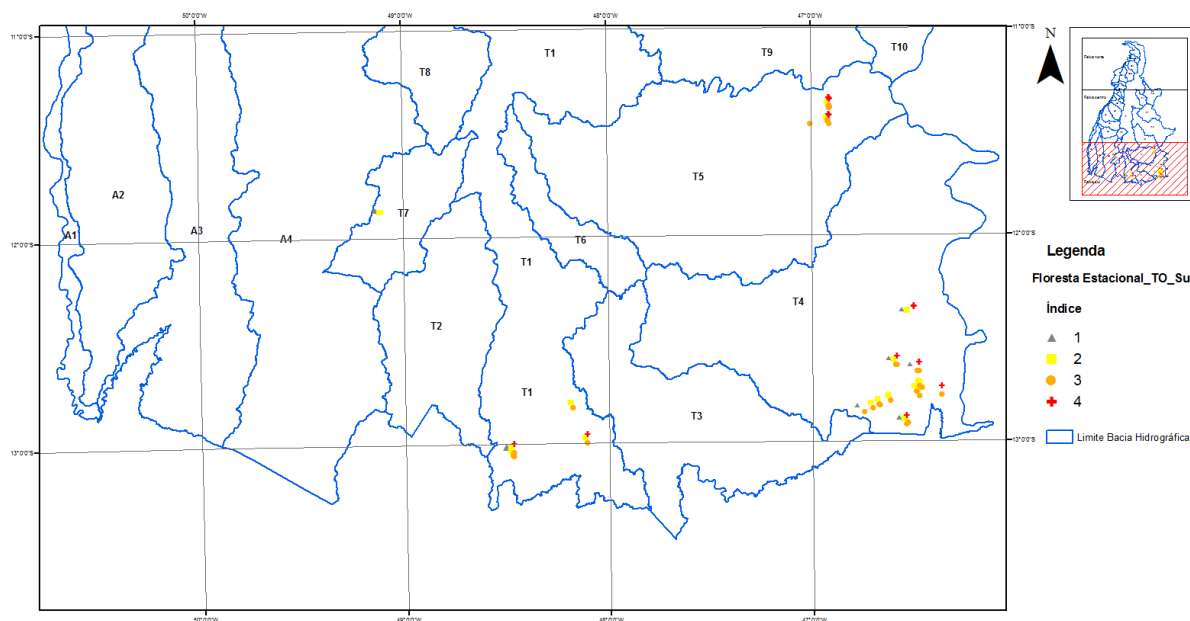 50°0'0"W 49°0'0"W 48°0'0"W 47°0'0"W
11°0'0"S 11°0'0"S
T8 T1 T9 T10
N
A2 T5
T7
A1 A3 A4 T6
12°0'0"S 12°0'0"S
T1
T2 T4
T1 T3
13°0'0"S 13°0'0"S
50°0'0"W 49°0'0"W 48°0'0"W 47°0'0"W
Legenda
Floresta Estacional_TO_Su
Índice
1
2
3
4
Limite Bacia Hidrográfica